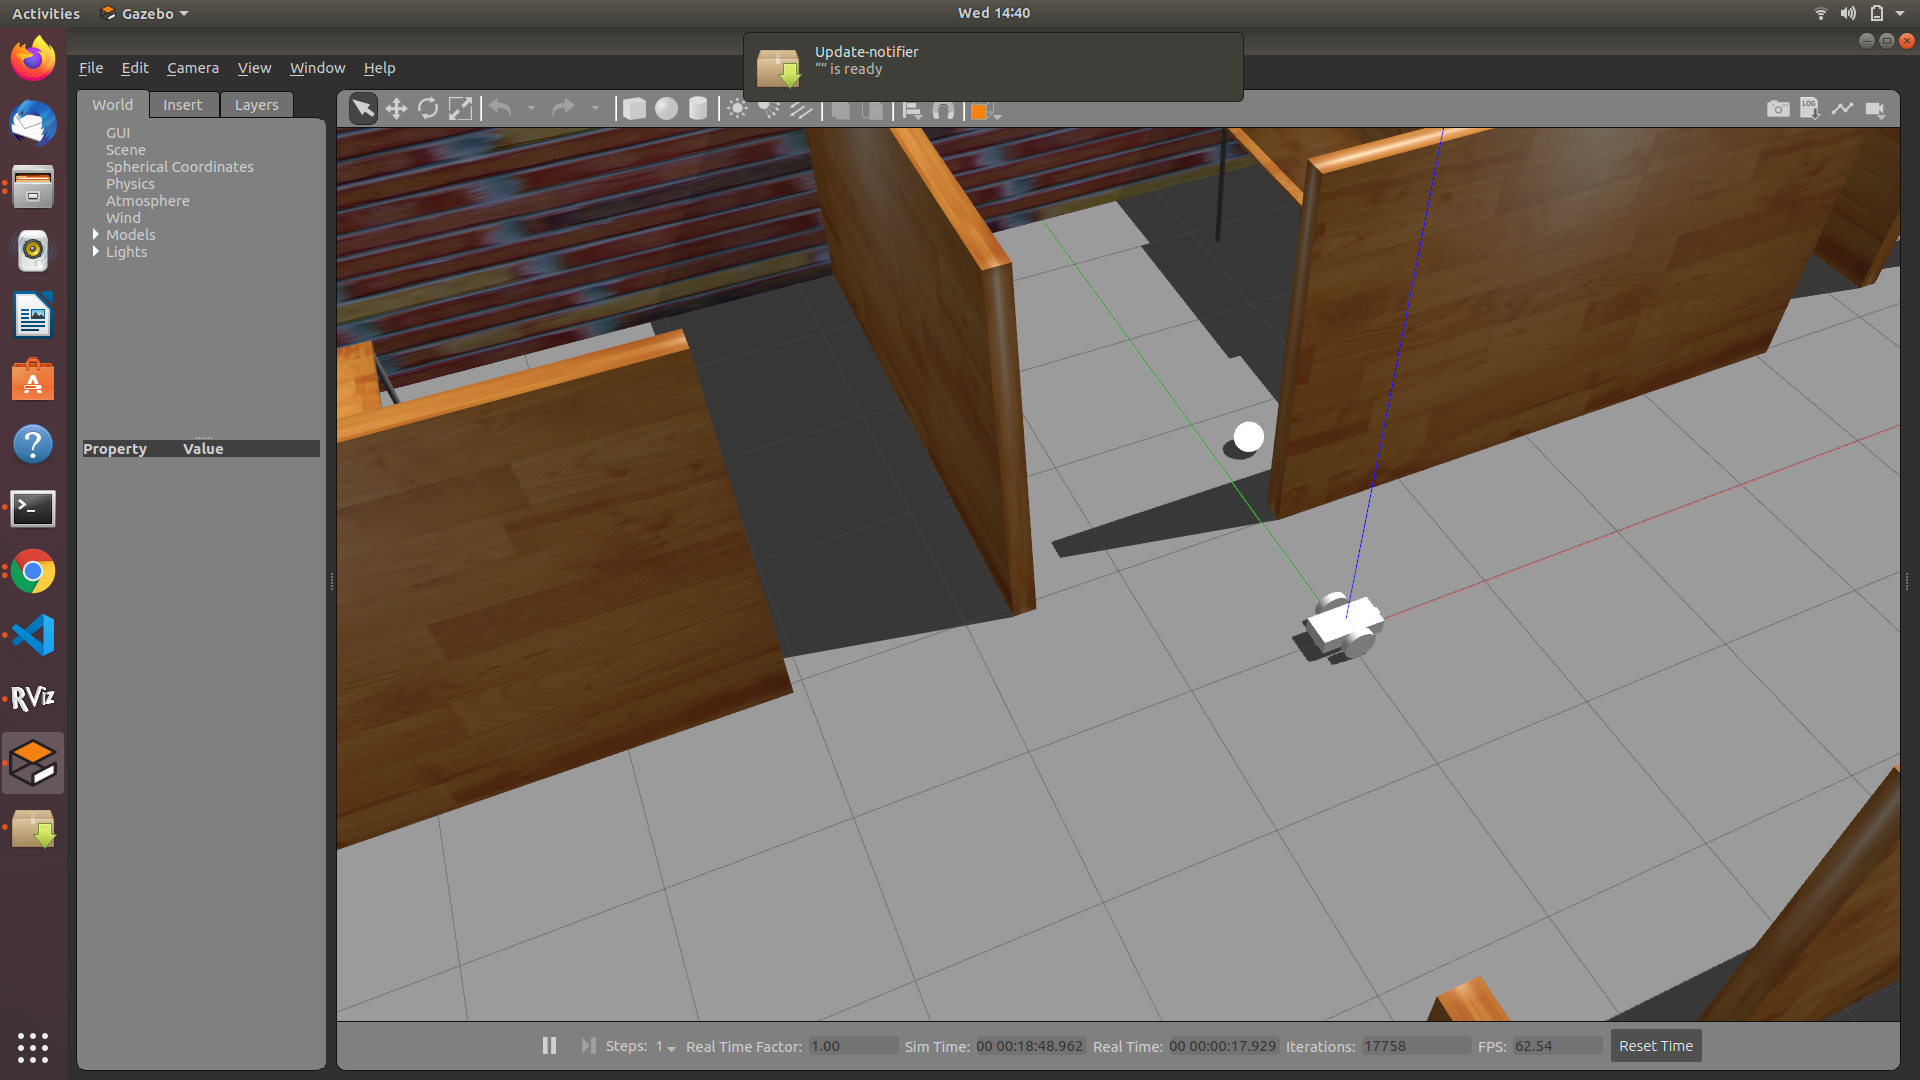 Activities
Gazebo
Wed 14:40
Update-notifier
“” is ready
File Edit Camera View Window Help
World Insert Layers
LOG
GUI
Scene
Spherical Coordinates
Physics
Atmosphere
Wind
Models
Lights
Property Value
RViz
Steps: 1 Real Time Factor: 1.00 Sim Time: 00 00:18:48.962 Real Time: 00 00:00:17.929 Iterations: 17758 FPS: 62.54 Reset Time